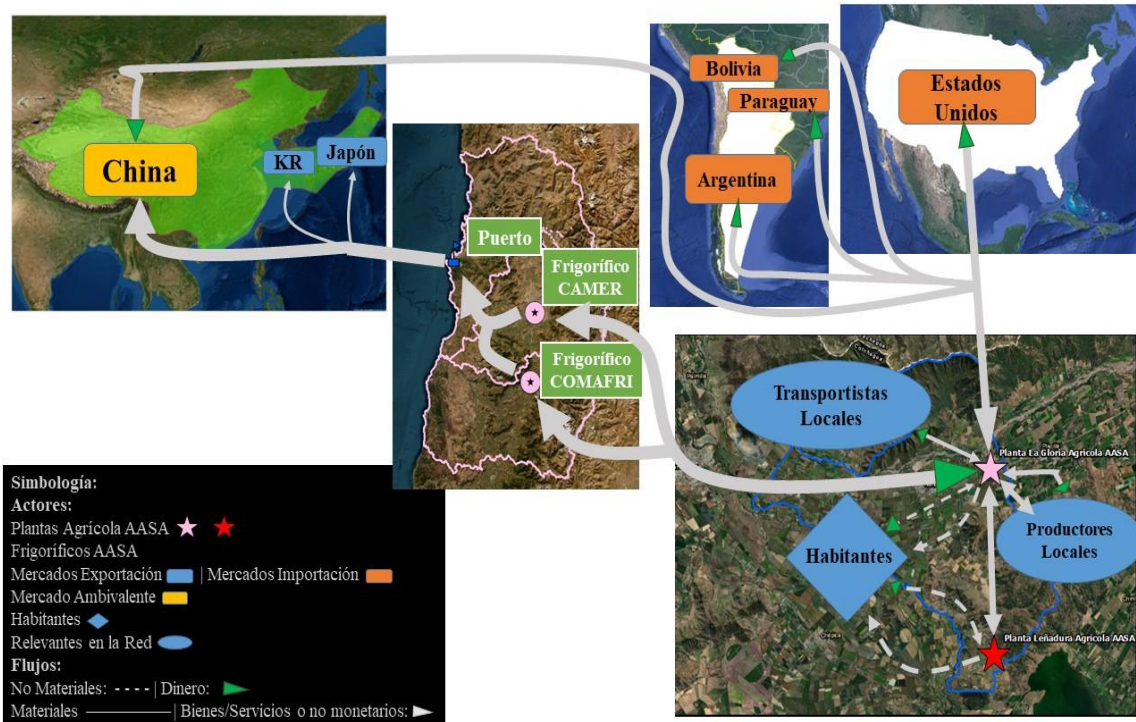 China
KR
Japón
Puerto
Frigorífico
CAMER
Frigorífico
COMAFRI
Bolivia
Paraguay
Argentina
Estados
Unidos
Transportistas
Locales
Planta La Gloria Agrícola AASA
Habitantes
Productores
Locales
Planta Leñadura Agrícola AASA
Simbología:
Actores:
Plantas Agrícola AASA
Frigoríficos AASA
Mercados Exportación | Mercados Importación
Mercado Ambivalente
Habitantes
Relevantes en la Red
Flujos:
No Materiales: - - - - | Dinero:
Materiales ———— | Bienes/Servicios o no monetarios: